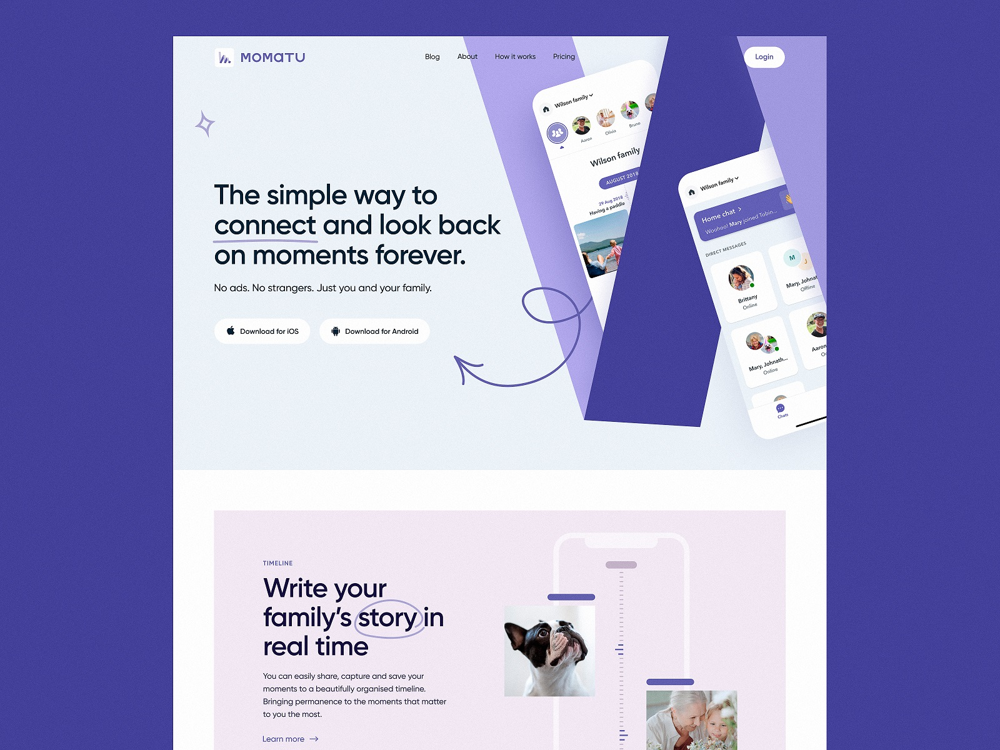 MOMATU
Blog
About
How it works
Pricing
Login
The simple way to
connect and look back
on moments forever.
No ads. No strangers. Just you and your family.
Download for iOS
Download for Android
Wilson family
Aaron
Olivia
Bruno
Wilson family
AUGUST 2018
29 Aug 2018
Having a paddle
Wilson family
Home chat
Woohoo! Mary joined Tobin...
DIRECT MESSAGES
Brittany
Online
M
J
Mary, Johnat
Offline
Mary, Johnath...
Online
Aaron
Chats
TIMELINE
Write your
family's story in
real time
You can easily share, capture and save your
moments to a beautifully organised timeline.
Bringing permanence to the moments that matter
to you the most.
Learn more